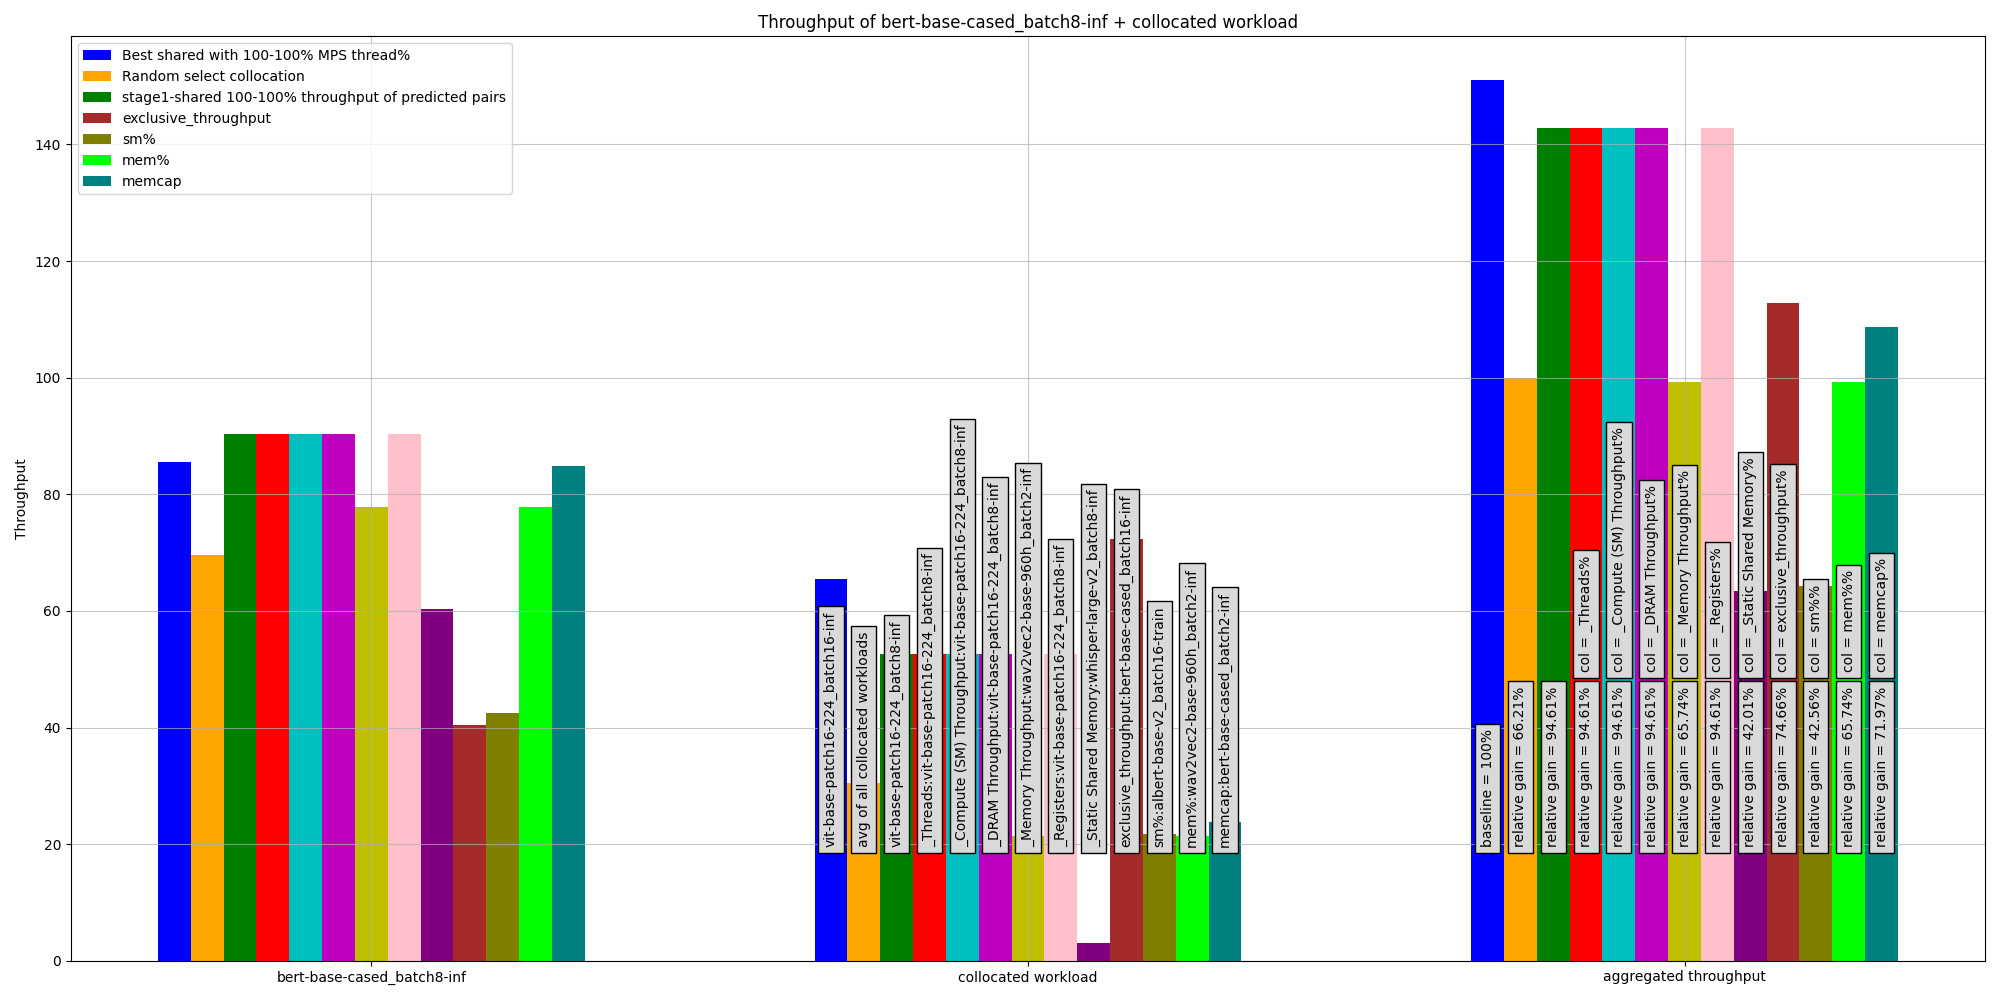 Throughput of bert-base-cased_batch8-inf + collocated workload
Best shared with 100-100% MPS thread%
Random select collocation
stage1-shared 100-100% throughput of predicted pairs
exclusive_throughput
sm%
mem%
memcap
Throughput
140
120
100
80
60
40
20
0
vit-base-patch16-224_batch16-inf
avg of all collocated workloads
vit-base-patch16-224_batch8-inf
_Threads:vit-base-patch16-224_batch8-inf
_Compute (SM) Throughput:vit-base-patch16-224_batch8-inf
_DRAM Throughput:vit-base-patch16-224_batch8-inf
_Memory Throughput:wav2vec2-base-960h_batch2-inf
_Registers:vit-base-patch16-224_batch8-inf
_Static Shared Memory:whisper-large-v2_batch8-inf
exclusive_throughput:bert-base-cased_batch16-inf
sm%:albert-base-v2_batch16-train
mem%:wav2vec2-base-960h_batch2-inf
memcap:bert-base-cased_batch2-inf
baseline = 100%
relative gain = 66.21%
relative gain = 94.61%
relative gain = 94.61%
col = _Threads%
relative gain = 94.61%
col = _Compute (SM) Throughput%
relative gain = 94.61%
col = _DRAM Throughput%
relative gain = 65.74%
col = _Memory Throughput%
relative gain = 94.61%
col = _Registers%
relative gain = 42.01%
col = _Static Shared Memory%
relative gain = 74.66%
col = exclusive_throughput%
relative gain = 42.56%
col = sm%%
relative gain = 65.74%
col = mem%%
relative gain = 71.97%
col = memcap%
bert-base-cased_batch8-inf
collocated workload
aggregated throughput